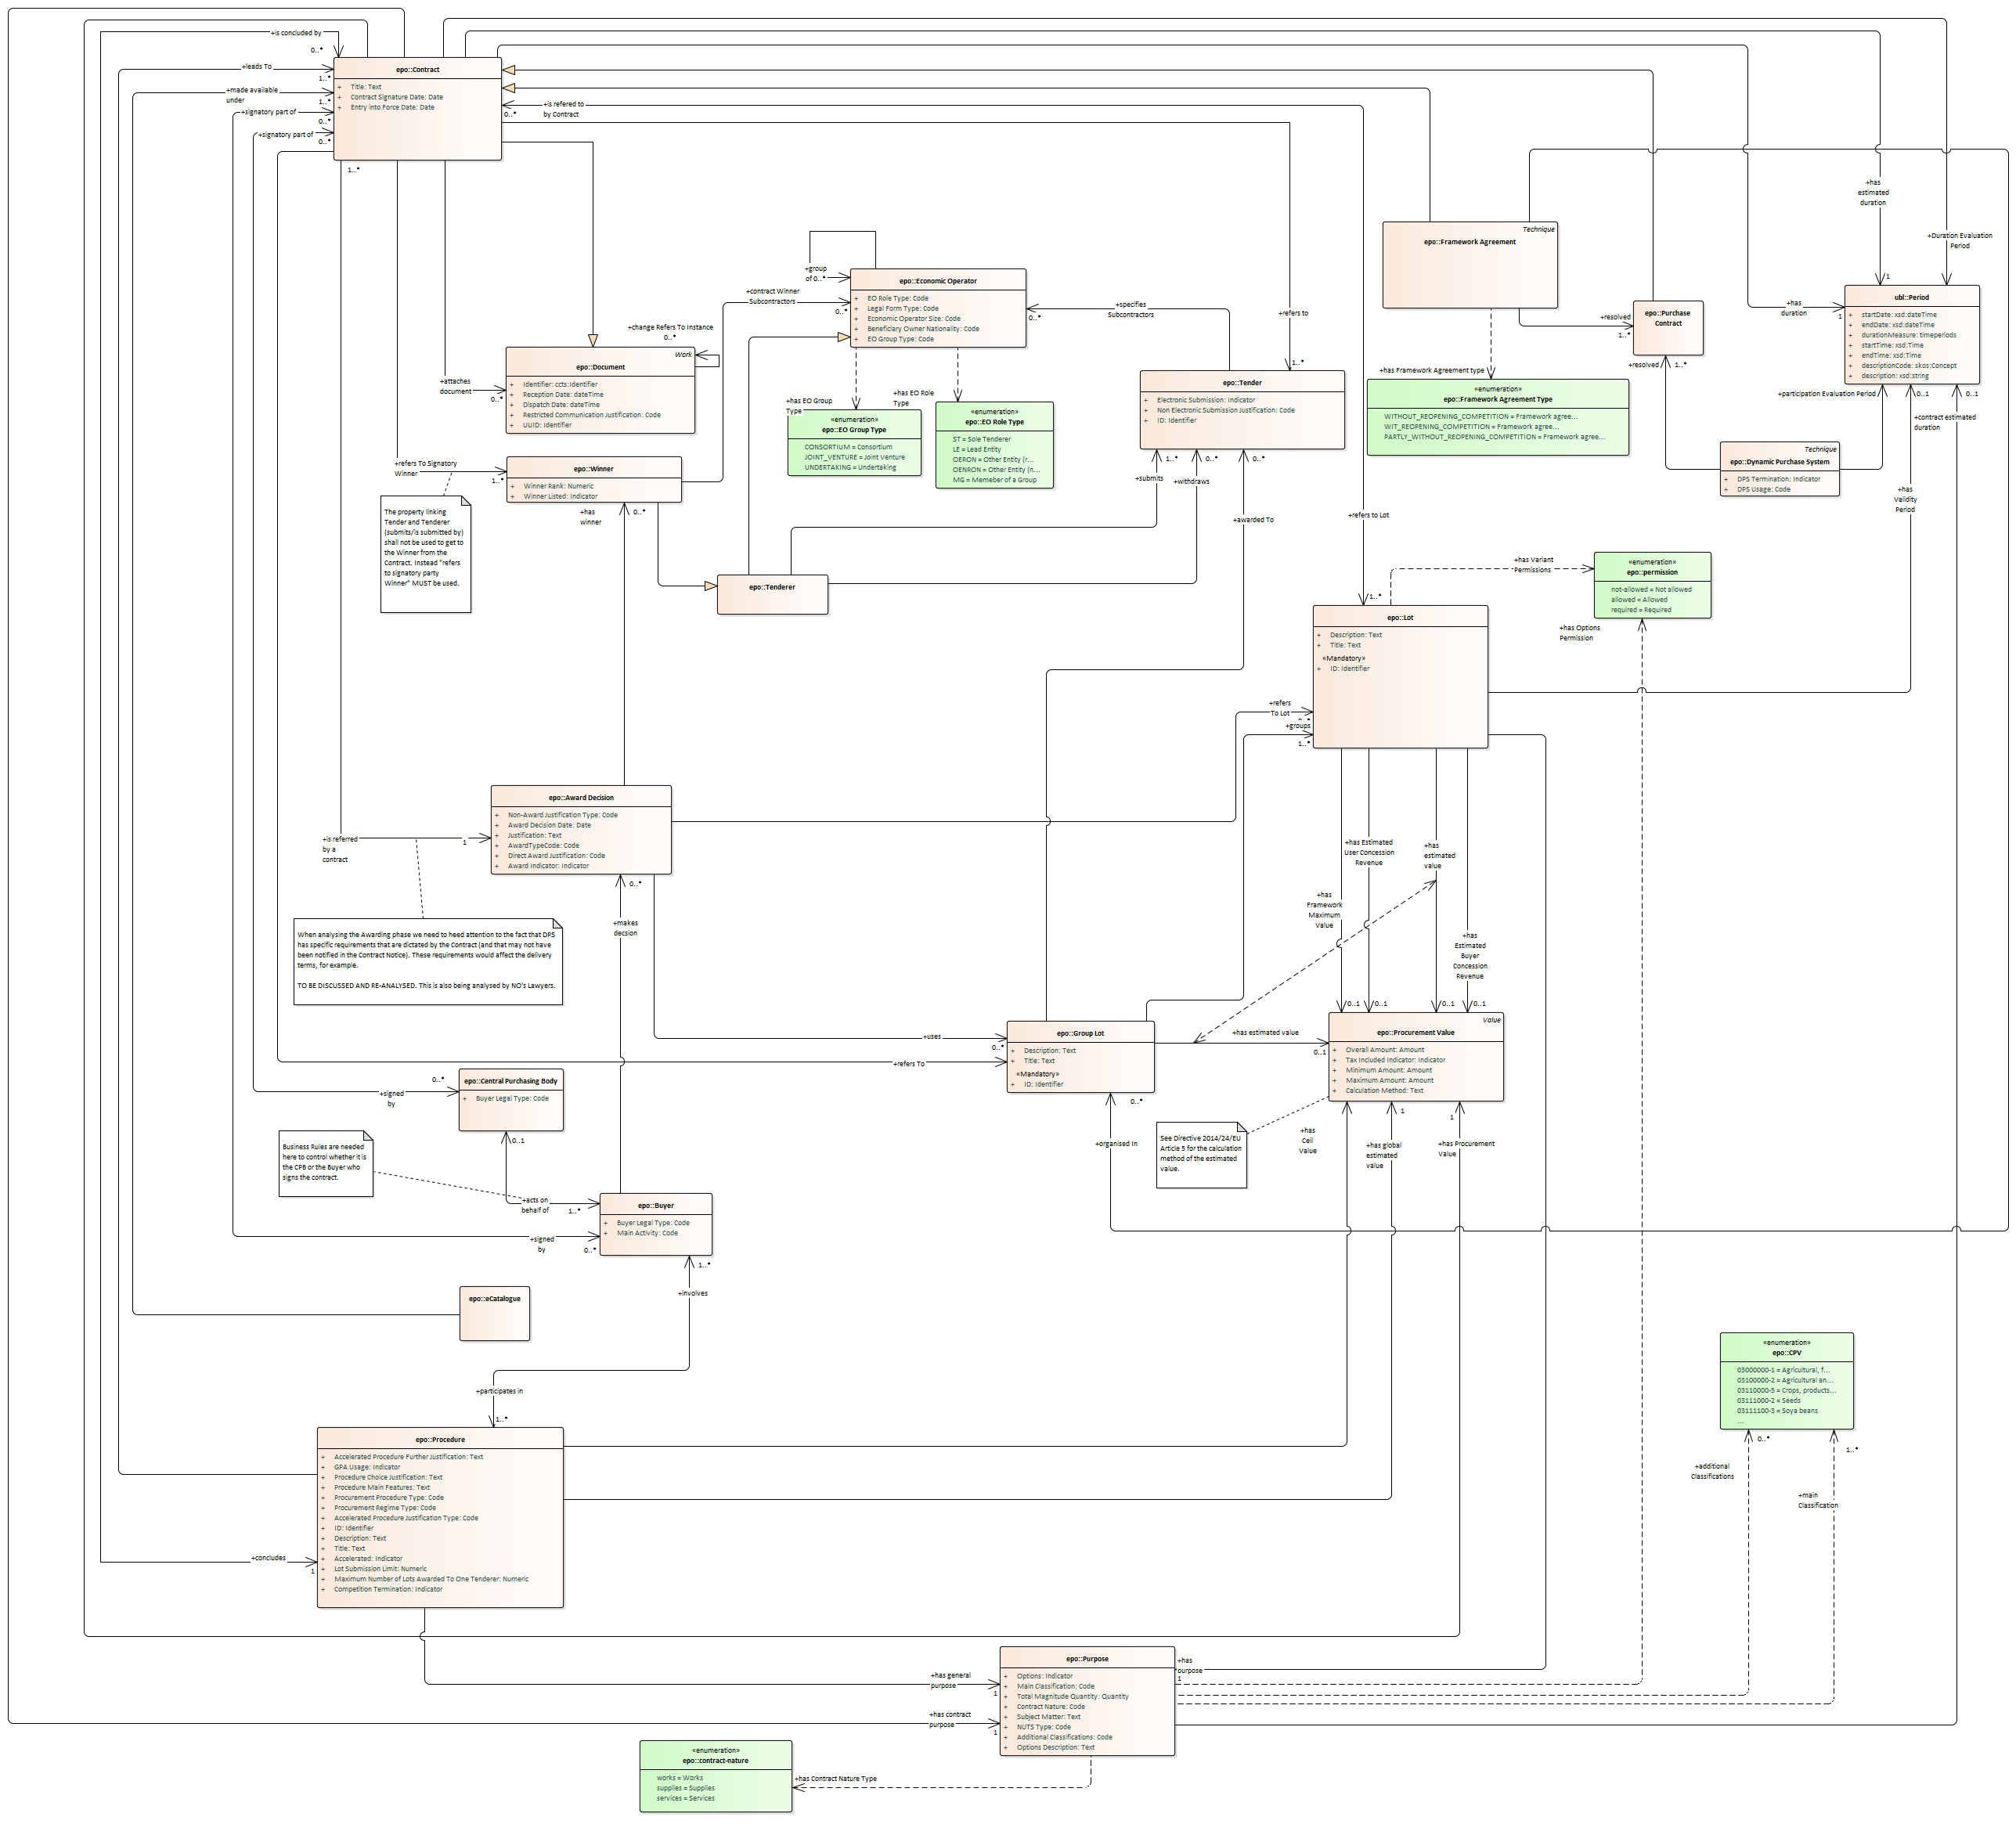 +is concluded by
0..*
+leads To
1..*
+made available
under
1..*
+signatory part of
0..*
+signatory part of
0..*
1..*
epo::Contract
+ Title: Text
+ Contract Signature Date: Date
+ Entry into Force Date: Date
+is refered to
by Contract
0..*
+has
estimated
duration
1
+Duration Evaluation
Period
+has
duration
1
Technique
epo::Framework Agreement
+resolved
1..*
epo::Purchase
Contract
+resolved
1..*
ubl::Period
+ startDate: xsd:dateTime
+ endDate: xsd:dateTime
+ durationMeasure: timeperiods
+ startTime: xsd:Time
+ endTime: xsd:Time
+ descriptionCode: skos:Concept
+ description: xsd:string
+participation Evaluation Period
0..1
0..1
+contract estimated
duration
+has
Validity
Period
+group
of 0..*
epo::Economic Operator
+ EO Role Type: Code
+ Legal Form Type: Code
+ Economic Operator Size: Code
+ Beneficiary Owner Nationality: Code
+ EO Group Type: Code
+contract Winner
Subcontractors
0..*
+specifies
Subcontractors
0..*
+refers to
1..*
+change Refers To Instance
0..*
Work
epo::Document
+ Identifier: ccts:Identifier
+ Reception Date: dateTime
+ Dispatch Date: dateTime
+ Restricted Communication Justification: Code
+ UUID: Identifier
+attaches
document
0..*
+has EO Group
Type
+has EO Role
Type
«enumeration»
epo::EO Group Type
CONSORTIUM = Consortium
JOINT_VENTURE = Joint Venture
UNDERTAKING = Undertaking
«enumeration»
epo::EO Role Type
ST = Sole Tenderer
LE = Lead Entity
OERON = Other Entity (r...
OENRON = Other Entity (n...
MG = Memeber of a Group
epo::Tender
+ Electronic Submission: Indicator
+ Non Electronic Submission Justification: Code
+ ID: Identifier
+has Framework Agreement type
«enumeration»
epo::Framework Agreement Type
WITHOUT_REOPENING_COMPETITION = Framework agree...
WIT_REOPENING_COMPETITION = Framework agree...
PARTLY_WITHOUT_REOPENING_COMPETITION = Framework agree...
Technique
epo::Dynamic Purchase System
+ DPS Termination: Indicator
+ DPS Usage: Code
+refers To Signatory
Winner
1..*
epo::Winner
+ Winner Rank: Numeric
+ Winner Listed: Indicator
+has
winner
0..*
1..*
+submits
0..*
+withdraws
0..*
+awarded To
+refers to Lot
1..*
The property linking
Tender and Tenderer
(submits/is submitted by)
shall not be used to get to
the Winner from the
Contract. Instead "refers
to signatory party
Winner" MUST be used.
epo::Tenderer
+has Variant
Permissions
«enumeration»
epo::permission
not-allowed = Not allowed
allowed = Allowed
required = Required
+has Options
Permission
epo::Lot
+ Description: Text
+ Title: Text
«Mandatory»
+ ID: Identifier
+refers
To Lot
+groups
1..*
epo::Award Decision
+ Non-Award Justification Type: Code
+ Award Decision Date: Date
+ Justification: Text
+ AwardTypeCode: Code
+ Direct Award Justification: Code
+ Award Indicator: Indicator
+is referred
by a
contract
1
0..*
+makes
decsion
+has Estimated
User Concession
Revenue
+has
estimated
value
+has
Framework
Maximum
Value
+has
Estimated
Buyer
Concession
Revenue
0..1
0..1
0..1
0..1
When analysing the Awarding phase we need to heed attention to the fact that DPS
has specific requirements that are dictated by the Contract (and that may not have
been notified in the Contract Notice). These requirements would affect the delivery
terms, for example.
TO BE DISCUSSED AND RE-ANALYSED. This is also being analysed by NO's Lawyers.
+uses
0..*
+refers To
epo::Group Lot
+ Description: Text
+ Title: Text
«Mandatory»
+ ID: Identifier
0..*
+organised in
+has estimated value
0..1
Value
epo::Procurement Value
+ Overall Amount: Amount
+ Tax Included Indicator: Indicator
+ Minimum Amount: Amount
+ Maximum Amount: Amount
+ Calculation Method: Text
See Directive 2014/24/EU
Article 5 for the calculation
method of the estimated
value.
+has
Ceil
Value
1
+has global
estimated
value
1
+has Procurement
Value
0..*
+signed
by
epo::Central Purchasing Body
+ Buyer Legal Type: Code
0..1
Business Rules are needed
here to control whether it is
the CPB or the Buyer who
signs the contract.
+acts on
behalf of
1..*
epo::Buyer
+ Buyer Legal Type: Code
+ Main Activity: Code
+signed
by
0..*
1..*
+involves
epo::eCatalogue
+participates in
1..*
epo::Procedure
+ Accelerated Procedure Further Justification: Text
+ GPA Usage: Indicator
+ Procedure Choice Justification: Text
+ Procedure Main Features: Text
+ Procurement Procedure Type: Code
+ Procurement Regime Type: Code
+ Accelerated Procedure Justification Type: Code
+ ID: Identifier
+ Description: Text
+ Title: Text
+ Accelerated: Indicator
+ Lot Submission Limit: Numeric
+ Maximum Number of Lots Awarded To One Tenderer: Numeric
+ Competition Termination: Indicator
+concludes
1
«enumeration»
epo::CPV
03000000-1 = Agricultural, f...
03100000-2 = Agricultural an...
03110000-5 = Crops, products...
03111000-2 = Seeds
03111100-3 = Soya beans
...
0..*
+additional
Classifications
1..*
+main
Classification
+has general
purpose
1
+has contract
purpose
1
epo::Purpose
+ Options: Indicator
+ Main Classification: Code
+ Total Magnitude Quantity: Quantity
+ Contract Nature: Code
+ Subject Matter: Text
+ NUTS Type: Code
+ Additional Classifications: Code
+ Options Description: Text
+has
purpose
1
«enumeration»
epo::contract-nature
works = Works
supplies = Supplies
services = Services
+has Contract Nature Type